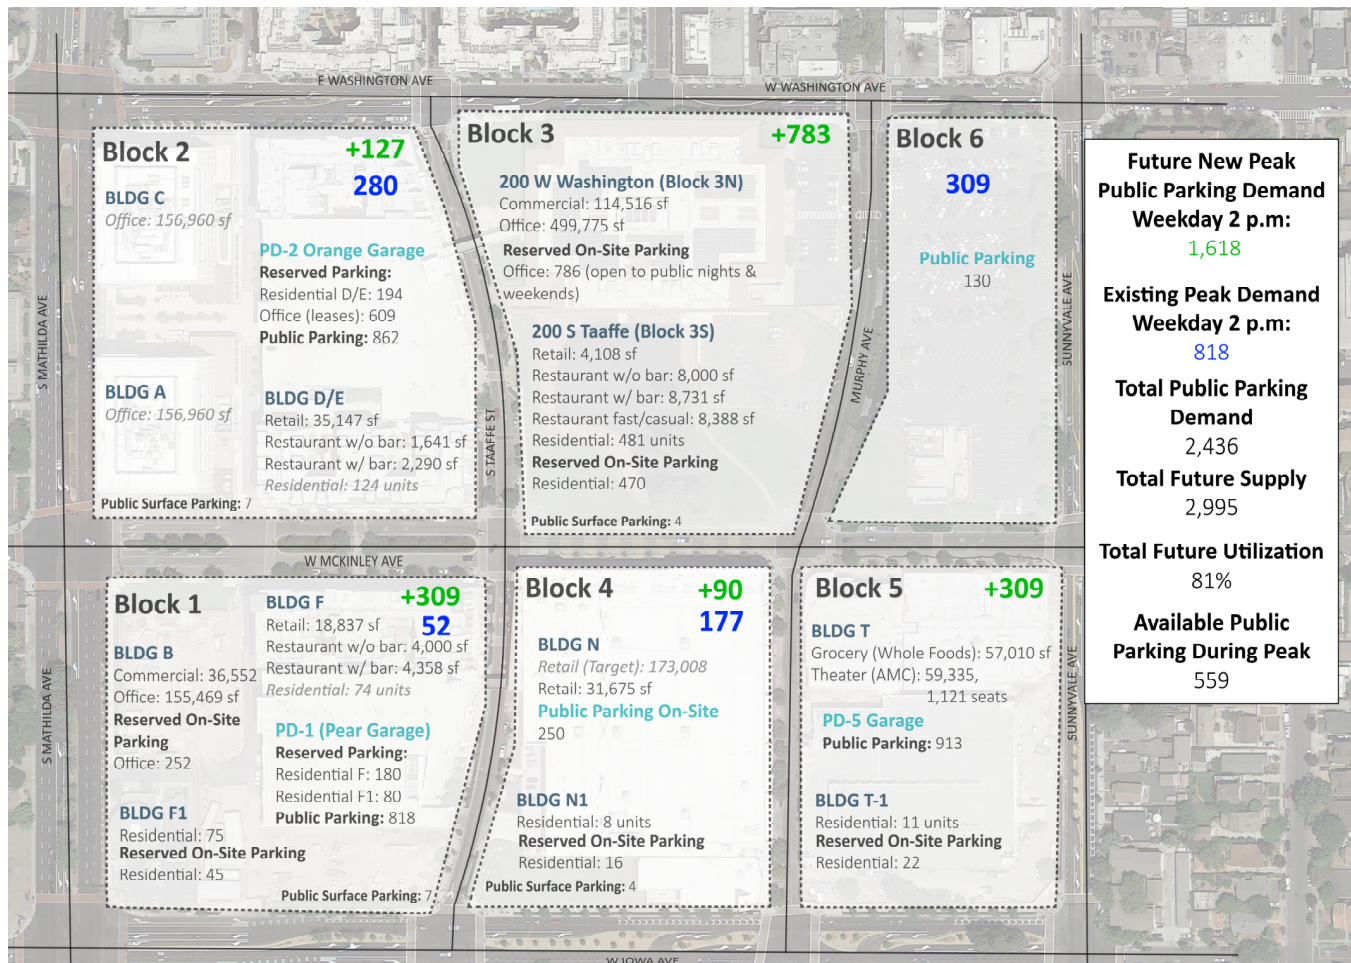 E WASHINGTON AVE
W WASHINGTON AVE
Block 2
+127
280
BLDG C
Office: 156,960 sf
PD-2 Orange Garage
Reserved Parking:
Residential D/E: 194
Office (leases): 609
Public Parking: 862
BLDG A
Office: 156,960 sf
BLDG D/E
Retail: 35,147 sf
Restaurant w/o bar: 1,641 sf
Restaurant w/ bar: 2,290 sf
Residential: 124 units
Public Surface Parking: 7
S MATHILDA AVE
S TAAFFE ST
Block 3
+783
200 W Washington (Block 3N)
Commercial: 114,516 sf
Office: 499,775 sf
Reserved On-Site Parking
Office: 786 (open to public nights &
weekends)
200 S Taaffe (Block 3S)
Retail: 4,108 sf
Restaurant w/o bar: 8,000 sf
Restaurant w/ bar: 8,731 sf
Restaurant fast/casual: 8,388 sf
Residential: 481 units
Reserved On-Site Parking
Residential: 470
Public Surface Parking: 4
MURPHY AVE
Block 6
309
Public Parking
130
SUNNYVALE AVE
Future New Peak
Public Parking Demand
Weekday 2 p.m:
1,618
Existing Peak Demand
Weekday 2 p.m:
818
Total Public Parking
Demand
2,436
Total Future Supply
2,995
Total Future Utilization
81%
Available Public
Parking During Peak
559
W MCKINLEY AVE
Block 1
+309
52
BLDG F
Retail: 18,837 sf
Restaurant w/o bar: 4,000 sf
Restaurant w/ bar: 4,358 sf
Residential: 74 units
BLDG B
Commercial: 36,552
Office: 155,469 sf
Reserved On-Site
Parking
Office: 252
PD-1 (Pear Garage)
Reserved Parking:
Residential F: 180
Residential F1: 80
Public Parking: 818
BLDG F1
Residential: 75
Reserved On-Site Parking
Residential: 45
Public Surface Parking: 7
S MATHILDA AVE
Block 4
+90
177
BLDG N
Retail (Target): 173,008
Retail: 31,675 sf
Public Parking On-Site
250
BLDG N1
Residential: 8 units
Reserved On-Site Parking
Residential: 16
Public Surface Parking: 4
Block 5
+309
BLDG T
Grocery (Whole Foods): 57,010 sf
Theater (AMC): 59,335,
1,121 seats
PD-5 Garage
Public Parking: 913
BLDG T-1
Residential: 11 units
Reserved On-Site Parking
Residential: 22
SUNNYVALE AVE
W IOWA AVE